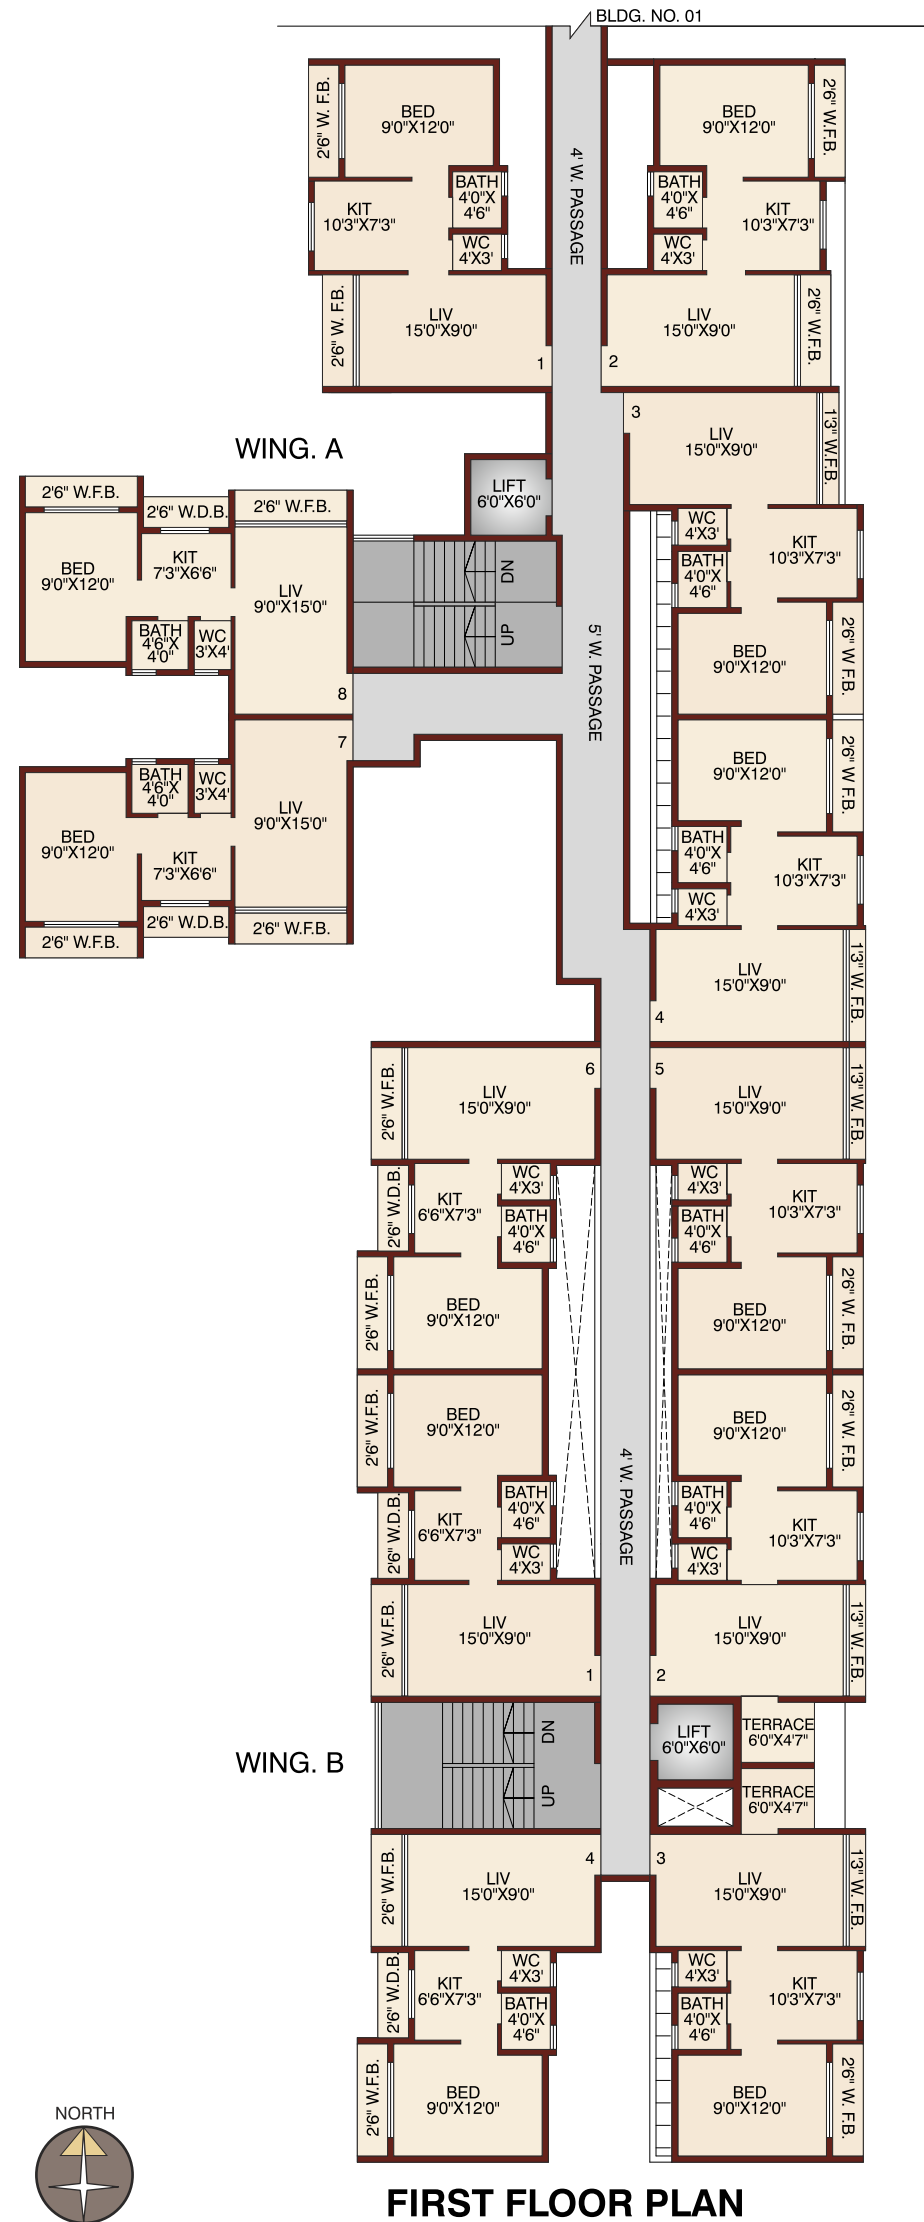 BLDG. NO. 01
2'6" W. F.B.
BED
9'0"X12'0"
KIT
10'3"X7'3"
BATH
4'0"X
4'6"
WC
4'X3'
2'6" W. F.B.
LIV
15'0"X9'0"
1
4' W. PASSAGE
BED
9'0"X12'0"
2'6" W.F.B.
BATH
4'0"X
4'6"
KIT
10'3"X7'3"
WC
4'X3'
LIV
15'0"X9'0"
2'6" W.F.B.
2
3
LIV
15'0"X9'0"
1'3" W.F.B.
WING. A
LIFT
6'0"X6'0"
WC
4'X3'
KIT
10'3"X7'3"
BATH
4'0"X
4'6"
BED
9'0"X12'0"
2'6" W F.B.
2'6" W.F.B.
2'6" W.D.B.
2'6" W.F.B.
BED
9'0"X12'0"
KIT
7'3"X6'6"
LIV
9'0"X15'0"
BATH
4'6"X
4'0"
WC
3'X4'
8
DN
UP
5' W. PASSAGE
7
BATH
4'6"X
4'0"
WC
3'X4'
LIV
9'0"X15'0"
BED
9'0"X12'0"
KIT
7'3"X6'6"
2'6" W.F.B.
2'6" W.D.B.
2'6" W.F.B.
BED
9'0"X12'0"
2'6" W F.B.
BATH
4'0"X
4'6"
KIT
10'3"X7'3"
WC
4'X3'
LIV
15'0"X9'0"
1'3" W. F.B.
4
2'6" W.F.B.
LIV
15'0"X9'0"
6
5
LIV
15'0"X9'0"
1'3" W. F.B.
2'6" W.D.B.
KIT
6'6"X7'3"
WC
4'X3'
BATH
4'0"X
4'6"
WC
4'X3'
BATH
4'0"X
4'6"
KIT
10'3"X7'3"
2'6" W.F.B.
BED
9'0"X12'0"
BED
9'0"X12'0"
2'6" W. F.B.
2'6" W.F.B.
BED
9'0"X12'0"
BED
9'0"X12'0"
2'6" W. F.B.
4' W. PASSAGE
2'6" W.D.B.
KIT
6'6"X7'3"
BATH
4'0"X
4'6"
WC
4'X3'
BATH
4'0"X
4'6"
WC
4'X3'
KIT
10'3"X7'3"
2'6" W.F.B.
LIV
15'0"X9'0"
1
2
LIV
15'0"X9'0"
1'3" W. F.B.
WING. B
DN
UP
LIFT
6'0"X6'0"
TERRACE
6'0"X4'7"
TERRACE
6'0"X4'7"
2'6" W.F.B.
LIV
15'0"X9'0"
4
3
LIV
15'0"X9'0"
1'3" W. F.B.
2'6" W.D.B.
KIT
6'6"X7'3"
WC
4'X3'
BATH
4'0"X
4'6"
WC
4'X3'
BATH
4'0"X
4'6"
KIT
10'3"X7'3"
2'6" W.F.B.
BED
9'0"X12'0"
BED
9'0"X12'0"
2'6" W. F.B.
NORTH
FIRST FLOOR PLAN